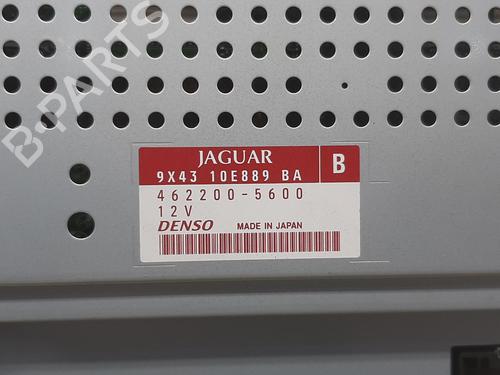 B-PARTS
JAGUAR
B
9X43 10E889 BA
462200-5600
12V
DENSO MADE IN JAPAN